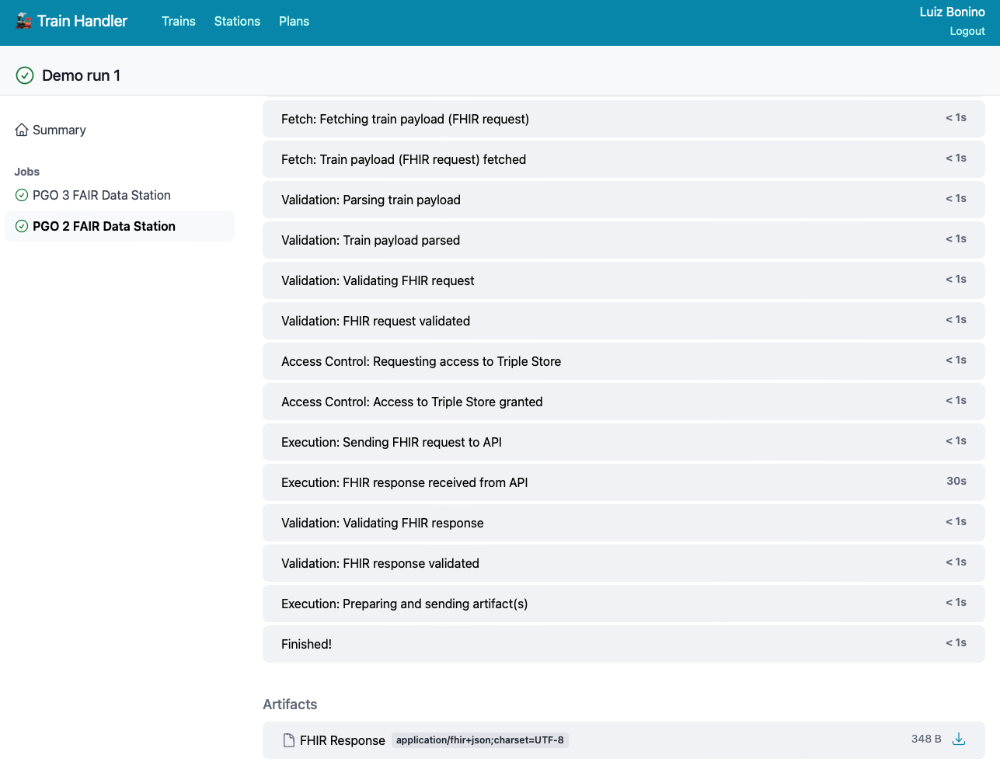 Train Handler
Trains
Stations
Plans
Luiz Bonino
Logout
Demo run 1
Summary
Jobs
PGO 3 FAIR Data Station
PGO 2 FAIR Data Station
Fetch: Fetching train payload (FHIR request) < 1s
Fetch: Train payload (FHIR request) fetched < 1s
Validation: Parsing train payload < 1s
Validation: Train payload parsed < 1s
Validation: Validating FHIR request < 1s
Validation: FHIR request validated < 1s
Access Control: Requesting access to Triple Store < 1s
Access Control: Access to Triple Store granted < 1s
Execution: Sending FHIR request to API < 1s
Execution: FHIR response received from API 30s
Validation: Validating FHIR response < 1s
Validation: FHIR response validated < 1s
Execution: Preparing and sending artifact(s) < 1s
Finished! < 1s
Artifacts
FHIR Response application/fhir+json;charset=UTF-8 348 B